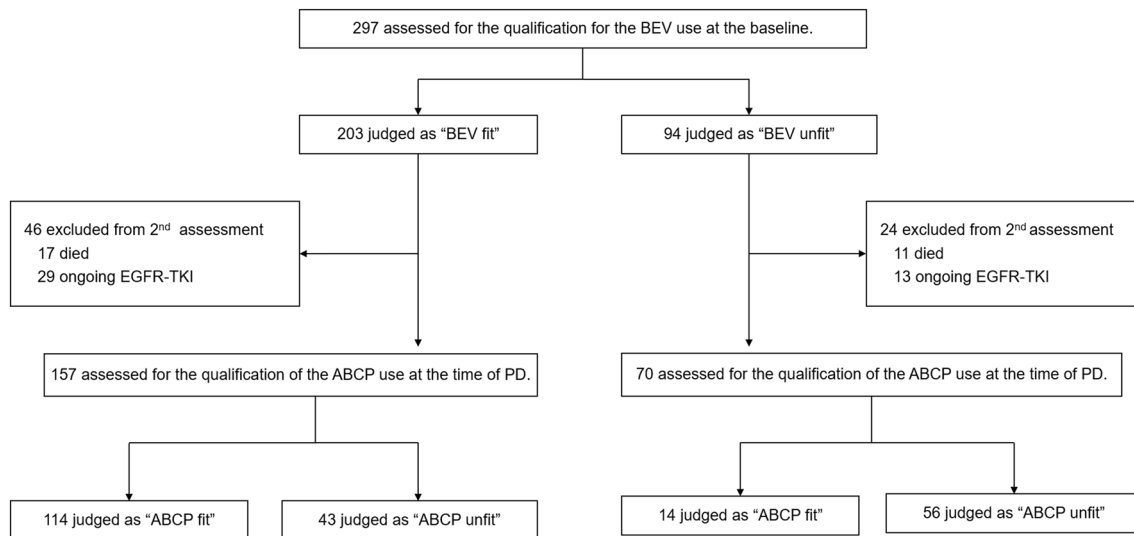 297 assessed for the qualification for the BEV use at the baseline.
203 judged as “BEV fit”
94 judged as “BEV unfit”
46 excluded from 2nd assessment
17 died
29 ongoing EGFR-TKI
24 excluded from 2nd assessment
11 died
13 ongoing EGFR-TKI
157 assessed for the qualification of the ABCP use at the time of PD.
70 assessed for the qualification of the ABCP use at the time of PD.
114 judged as “ABCP fit”
43 judged as “ABCP unfit”
14 judged as “ABCP fit”
56 judged as “ABCP unfit”